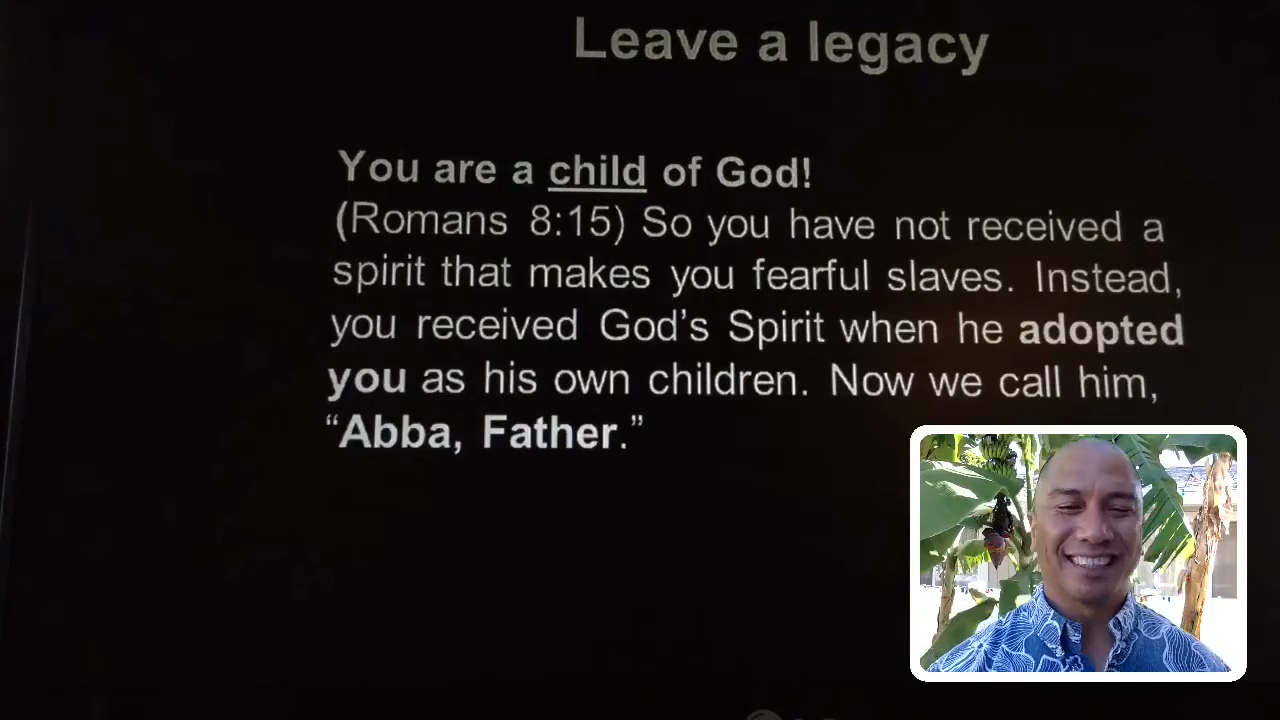 Leave a legacy
You are a child of God!
(Romans 8:15) So you have not received a
spirit that makes you fearful slaves. Instead,
you received God’s Spirit when he adopted
you as his own children. Now we call him,
“Abba, Father.”